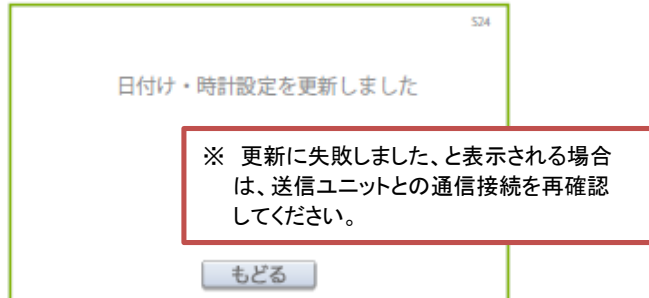 S24
日付け・時計設定を更新しました
※ 更新に失敗しました、と表示される場合
は、送信ユニットとの通信接続を再確認
してください。
もどる